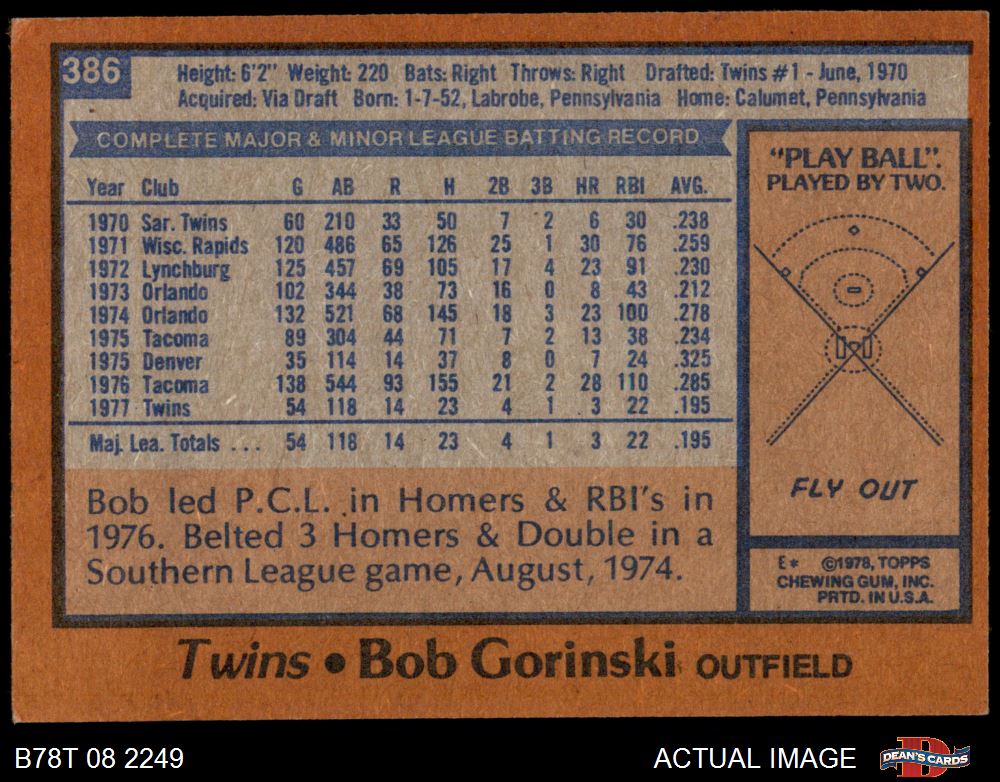 386
Height: 6'2" Weight: 220 Bats: Right Throws: Right Drafted: Twins #1 - June, 1970
Acquired: Via Draft Born: 1-7-52, Labrobe, Pennsylvania Home: Calumet, Pennsylvania
COMPLETE MAJOR & MINOR LEAGUE BATTING RECORD
Year Club G AB R H 2B 3B HR RBI AVG.
1970 Sar. Twins 60 210 33 50 7 2 6 30 .238
1971 Wisc. Rapids 120 486 65 126 25 1 30 76 .259
1972 Lynchburg 125 457 69 105 17 4 23 91 .230
1973 Orlando 102 344 38 73 16 0 8 43 .212
1974 Orlando 132 521 68 145 18 3 23 100 .278
1975 Tacoma 89 304 44 71 7 2 13 38 .234
1975 Denver 35 114 14 37 8 0 7 24 .325
1976 Tacoma 138 544 93 155 21 2 28 110 .285
1977 Twins 54 118 14 23 4 1 3 22 .195
Maj. Lea. Totals ... 54 118 14 23 4 1 3 22 .195
Bob led P.C.L. in Homers & RBI's in
1976. Belted 3 Homers & Double in a
Southern League game, August, 1974.
"PLAY BALL".
PLAYED BY TWO.
FLY OUT
E* ©1978, TOPPS
CHEWING GUM, INC.
PRTD. IN U.S.A.
Twins • Bob Gorinski OUTFIELD
B78T 08 2249
ACTUAL IMAGE
DEAN'S CARDS